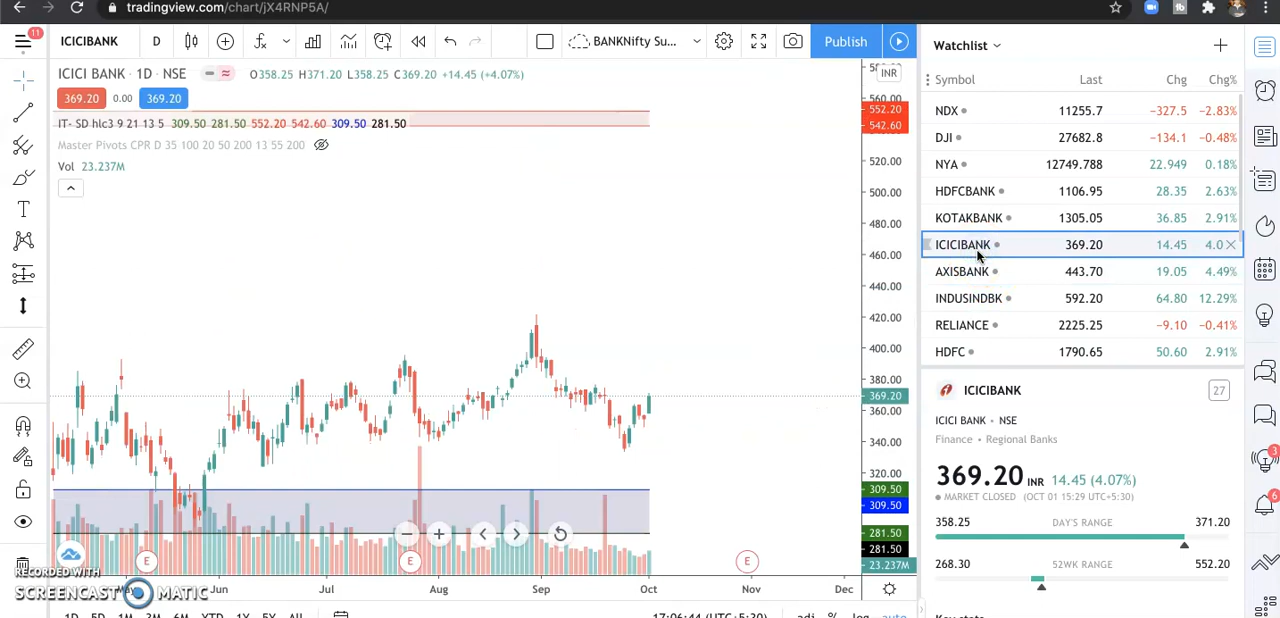 tradingview.com/chart/jX4RNP5A/
11
ICICIBANK D BANKNifty Su... Publish
ICICI BANK · 1D · NSE O358.25 H371.20 L358.25 C369.20 +14.45 (+4.07%)
369.20 0.00 369.20
IT- SD hlc3 9 21 13 5 309.50 281.50 552.20 542.60 309.50 281.50
Master Pivots CPR D 35 100 20 50 200 13 55 200
Vol 23.237M
INR
560.00
552.20
542.60
520.00
500.00
480.00
460.00
440.00
420.00
400.00
380.00
369.20
360.00
340.00
320.00
309.50
309.50
281.50
281.50
23.237M
E E E
Jun Jul Aug Sep Oct Nov Dec
RECORDED WITH
SCREENCAST MATIC
1D 5D 1M 3M 6M YTD 1Y 5Y All 17:06:44 (UTC+5:30) adj % log auto
Watchlist
Symbol Last Chg Chg%
NDX 11255.7 −327.5 −2.83%
DJI 27682.8 −134.1 −0.48%
NYA 12749.788 22.949 0.18%
HDFCBANK 1106.95 28.35 2.63%
KOTAKBANK 1305.05 36.85 2.91%
ICICIBANK 369.20 14.45 4.0
AXISBANK 443.70 19.05 4.49%
INDUSINDBK 592.20 64.80 12.29%
RELIANCE 2225.25 −9.10 −0.41%
HDFC 1790.65 50.60 2.91%
ICICIBANK 27
ICICI BANK • NSE
Finance • Regional Banks
369.20 INR 14.45 (4.07%)
MARKET CLOSED (OCT 01 15:29 UTC+5:30)
358.25 DAY'S RANGE 371.20
268.30 52WK RANGE 552.20
Key stats
3
6